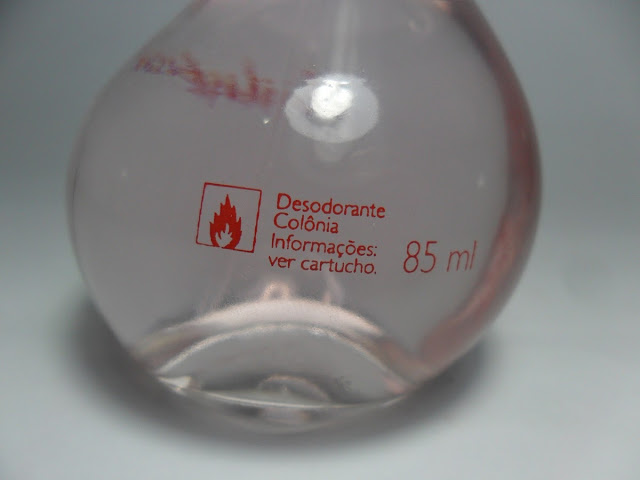 Desodorante
Colônia
Informações:
ver cartucho.
85 ml